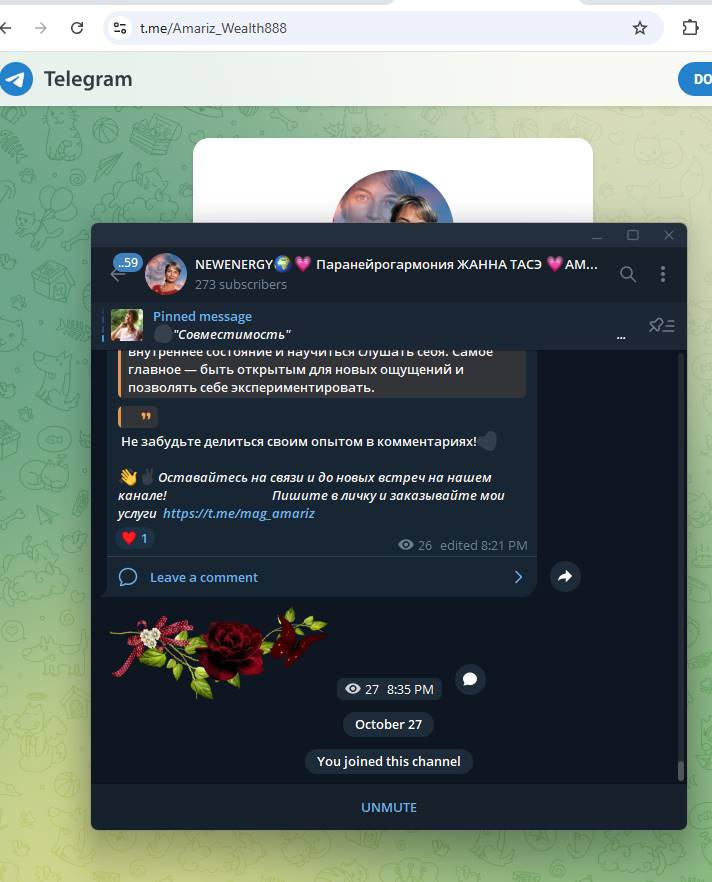 t.me/Amariz_Wealth888
Telegram
DO
..59
NEWENERGY🌍💗 Паранейрогармония ЖАННА ТАСЭ 💗АМ...
273 subscribers
Pinned message
"Совместимость"
...
внутреннее состояние и научиться слушать себя. Самое
главное — быть открытым для новых ощущений и
позволять себе экспериментировать.
Не забудьте делиться своим опытом в комментариях!
👋✌ Оставайтесь на связи и до новых встреч на нашем
канале! Пишите в личку и заказывайте мои
услуги https://t.me/mag_amariz
❤️ 1
26 edited 8:21 PM
Leave a comment
27 8:35 PM
October 27
You joined this channel
UNMUTE